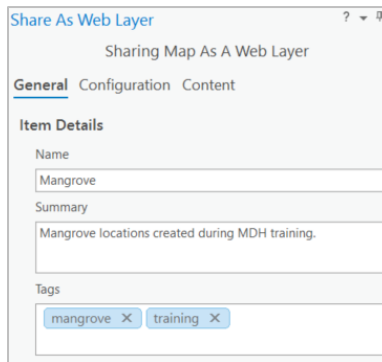 Share As Web Layer ?
Sharing Map As A Web Layer
General Configuration Content
Item Details
Name
Mangrove
Summary
Mangrove locations created during MDH training.
Tags
mangrove × training ×